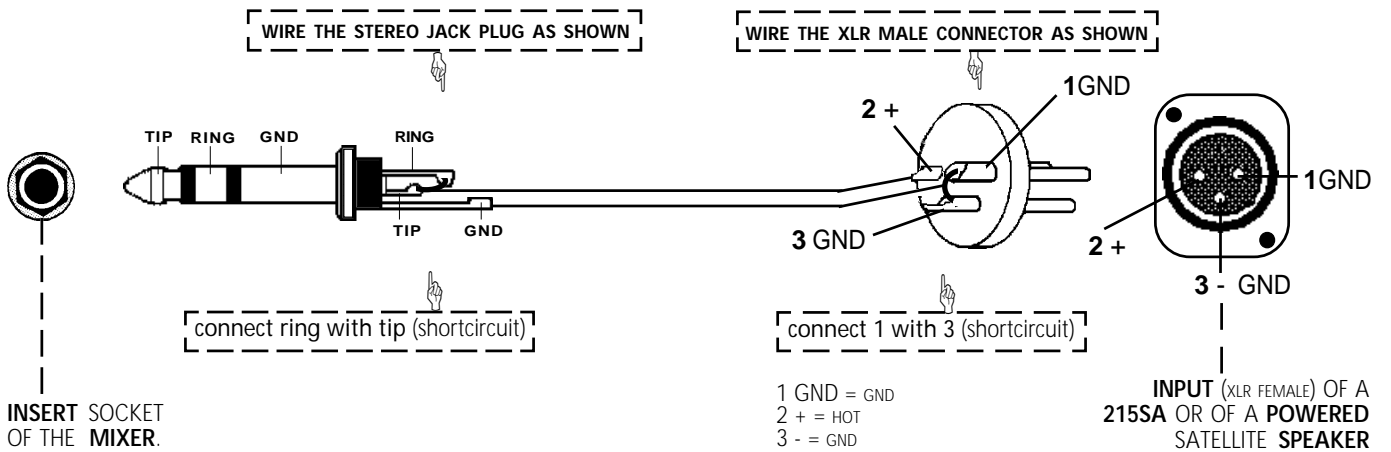 WIRE THE STEREO JACK PLUG AS SHOWN
WIRE THE XLR MALE CONNECTOR AS SHOWN
1GND
2 +
TIP
RING
GND
RING
TIP
GND
3 GND
1GND
2 +
3 - GND
connect ring with tip (shortcircuit)
connect 1 with 3 (shortcircuit)
INSERT SOCKET
OF THE MIXER.
1 GND = GND
2 + = HOT
3 - = GND
INPUT (XLR FEMALE) OF A
215SA OR OF A POWERED
SATELLITE SPEAKER